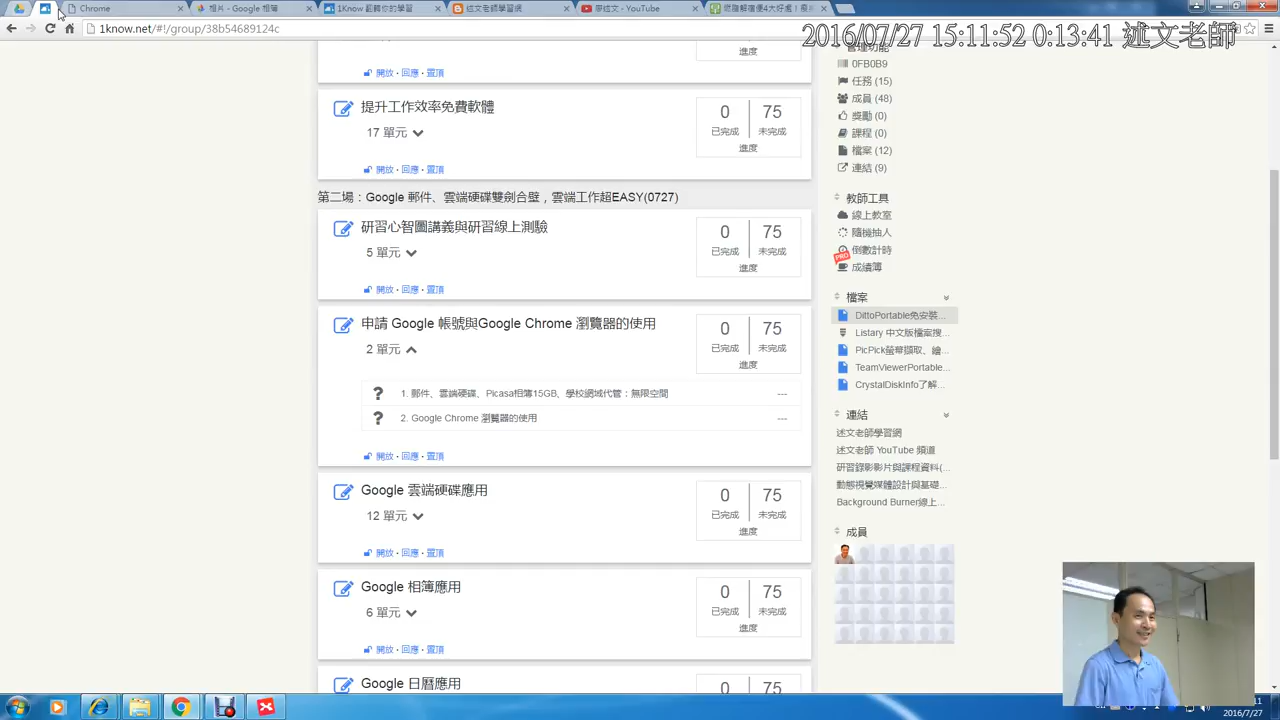 Chrome
相片 - Google 相簿
1Know 翻轉你的學習
述文老師學習網
廖述文 - YouTube
1know.net/#!/group/38b54689124c
2016/07/27 15:11:52 0:13:41 述文老師
進度
開放・回應・置頂
提升工作效率免費軟體
17 單元
0 75
已完成 未完成
進度
開放・回應・置頂
第二場：Google 郵件、雲端硬碟雙劍合壁，雲端工作超EASY(0727)
研習心智圖講義與研習線上測驗
5 單元
0 75
已完成 未完成
進度
開放・回應・置頂
申請 Google 帳號與Google Chrome 瀏覽器的使用
2 單元
0 75
已完成 未完成
進度
? 1. 郵件、雲端硬碟、Picasa相簿15GB、學校網域代管：無限空間 ---
? 2. Google Chrome 瀏覽器的使用 ---
開放・回應・置頂
Google 雲端硬碟應用
12 單元
0 75
已完成 未完成
進度
開放・回應・置頂
Google 相簿應用
6 單元
0 75
已完成 未完成
進度
開放・回應・置頂
Google 日曆應用
0 75
管理功能
0FB0B9
任務 (15)
成員 (48)
獎勵 (0)
課程 (0)
檔案 (12)
連結 (9)
教師工具
線上教室
隨機抽人
倒數計時
PRO
成績簿
檔案
DittoPortable免安裝...
Listary 中文版檔案搜...
PicPick螢幕擷取、繪...
TeamViewerPortable...
CrystalDiskInfo了解...
連結
述文老師學習網
述文老師 YouTube 頻道
研習錄影影片與課程資料(...
動態視覺媒體設計與基礎...
Background Burner線上...
成員
2016/7/27